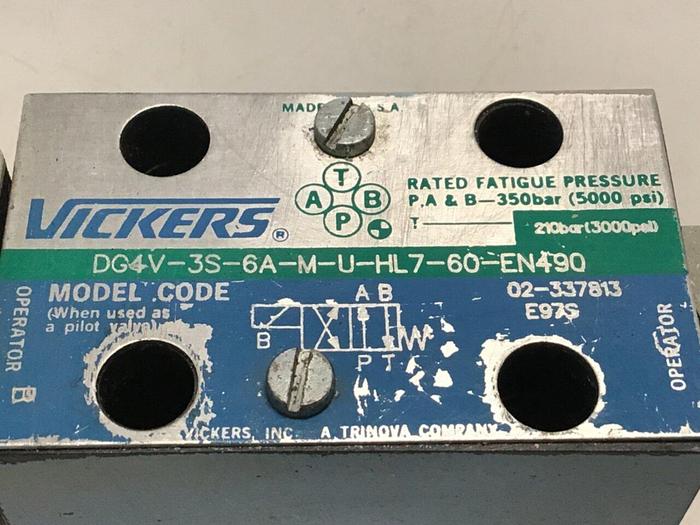 MADE U.S.A.
VICKERS®
T
A B
P
RATED FATIGUE PRESSURE
P.A & B—350bar (5000 psi)
T 210bar (3000psi)
DG4V-3S-6A-M-U-HL7-60-EN490
MODEL CODE
(When used as
a pilot valve)
02-337813
E97S
OPERATOR B
A B
B
P T
OPERATOR
VICKERS, INC. A TRINOVA COMPANY